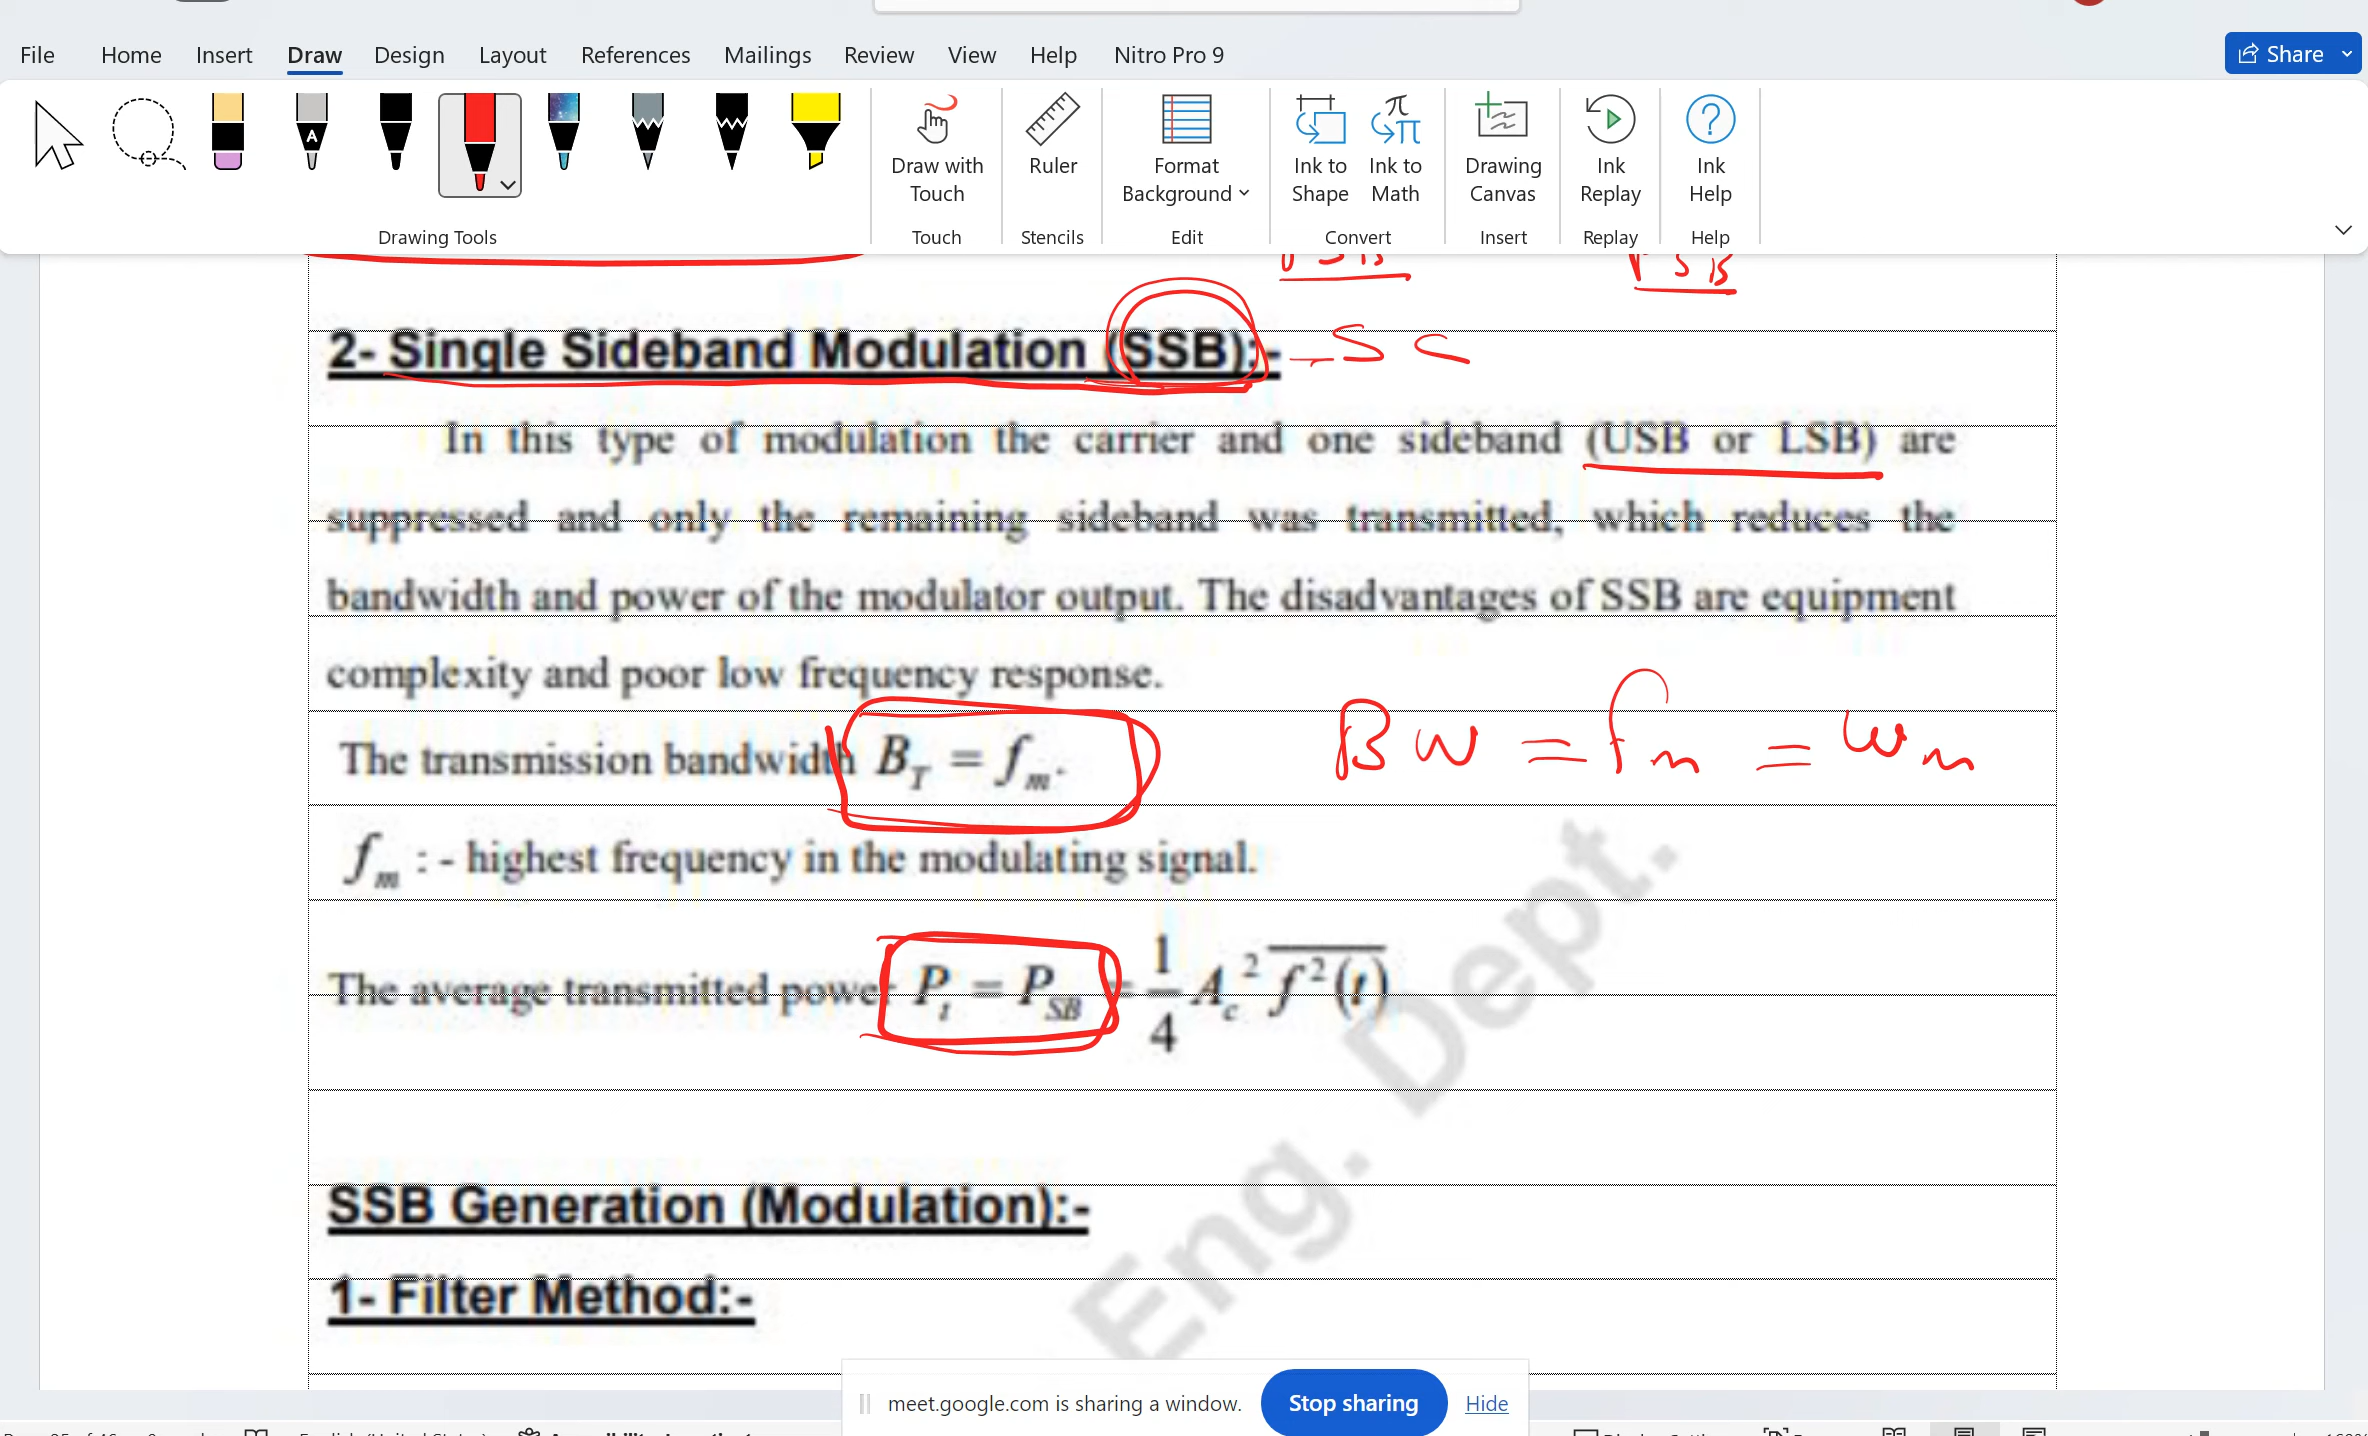 File Home Insert Draw Design Layout References Mailings Review View Help Nitro Pro 9 Share
A
Draw with Touch Ruler Format Background Ink to Shape Ink to Math Drawing Canvas Ink Replay Ink Help
Drawing Tools Touch Stencils Edit Convert Insert Replay Help
2- Single Sideband Modulation (SSB):- - S C
In this type of modulation the carrier and one sideband (USB or LSB) are
suppressed and only the remaining sideband was transmitted, which reduces the
bandwidth and power of the modulator output. The disadvantages of SSB are equipment
complexity and poor low frequency response.
The transmission bandwidth B_T = f_m. BW = fm = ωm
f_m : - highest frequency in the modulating signal.
The average transmitted power P_t = P_SB = 1/4 A_c² f²(t)
Eng. Dept.
SSB Generation (Modulation):-
1- Filter Method:-
meet.google.com is sharing a window. Stop sharing Hide